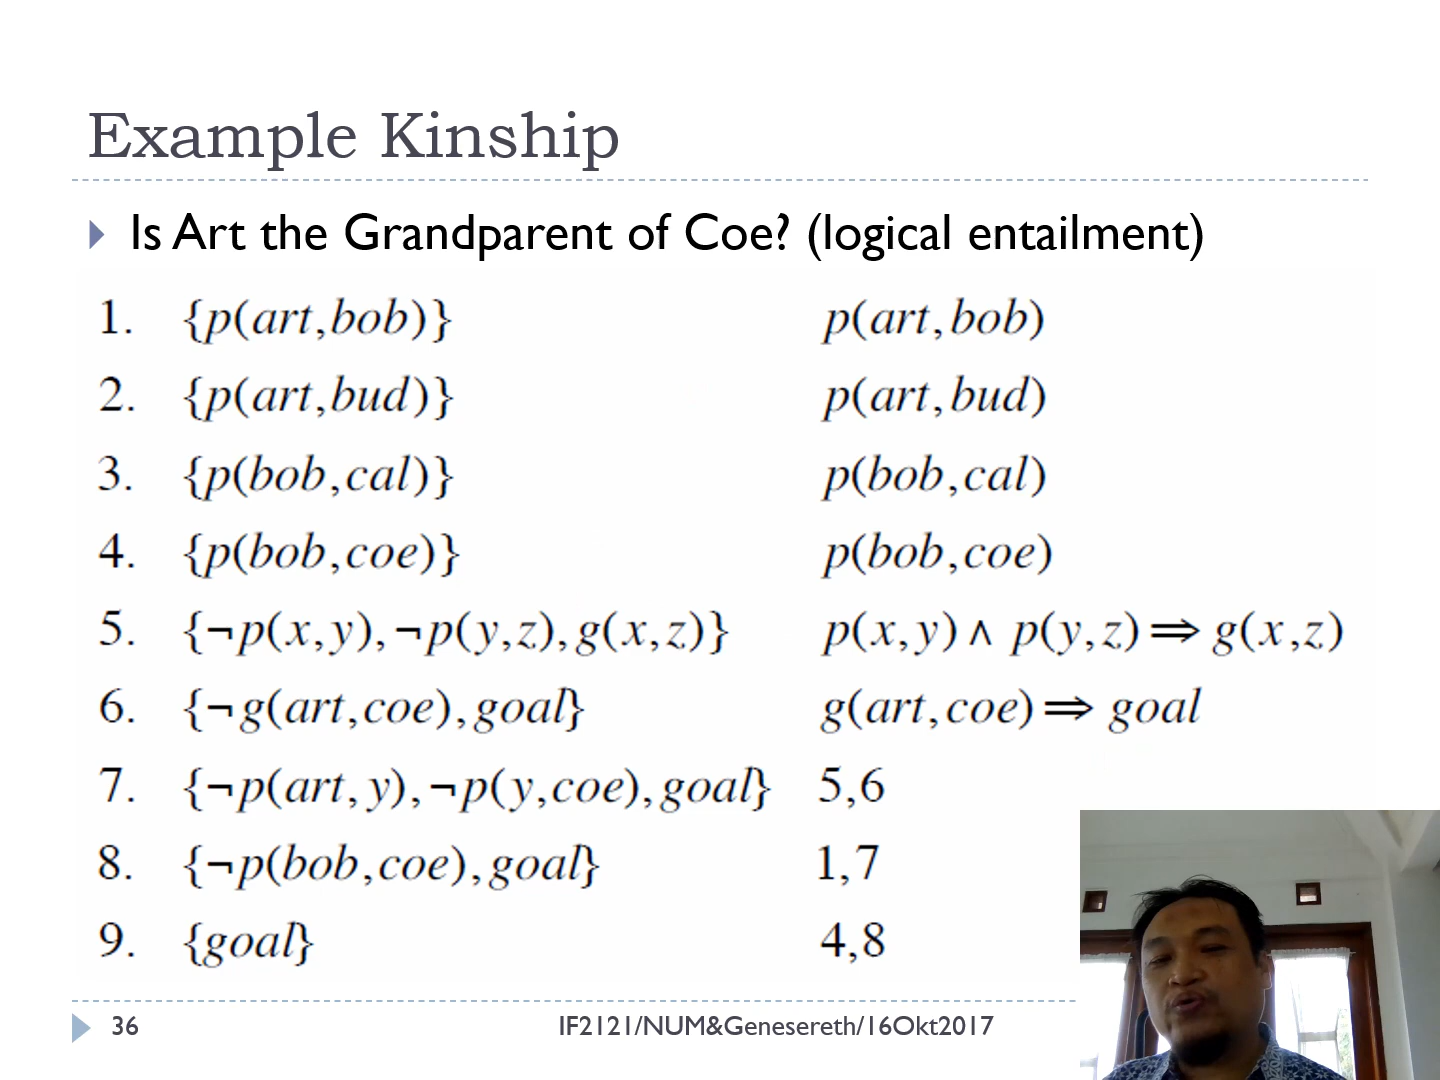 Example Kinship
Is Art the Grandparent of Coe? (logical entailment)
1. {p(art,bob)} p(art,bob)
2. {p(art,bud)} p(art,bud)
3. {p(bob,cal)} p(bob,cal)
4. {p(bob,coe)} p(bob,coe)
5. {¬p(x,y),¬p(y,z),g(x,z)} p(x,y)∧ p(y,z)⇒ g(x,z)
6. {¬g(art,coe),goal} g(art,coe)⇒ goal
7. {¬p(art,y),¬p(y,coe),goal} 5,6
8. {¬p(bob,coe),goal} 1,7
9. {goal} 4,8
36 IF2121/NUM&Genesereth/16Okt2017